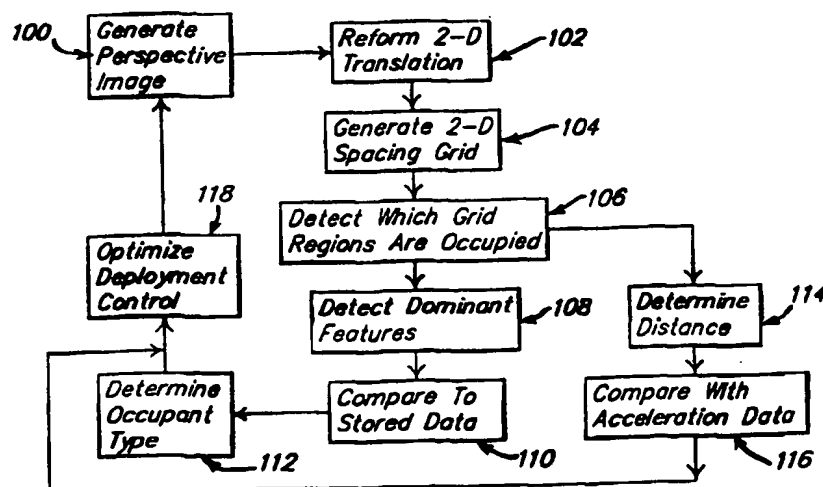 100
Generate
Perspective
Image
Reform 2-D
Translation
102
Generate 2-D
Spacing Grid
104
Detect Which Grid
Regions Are Occupied
106
118
Optimize
Deployment
Control
Detect Dominant
Features
108
Determine
Distance
114
Determine
Occupant
Type
112
Compare To
Stored Data
110
Compare With
Acceleration Data
116